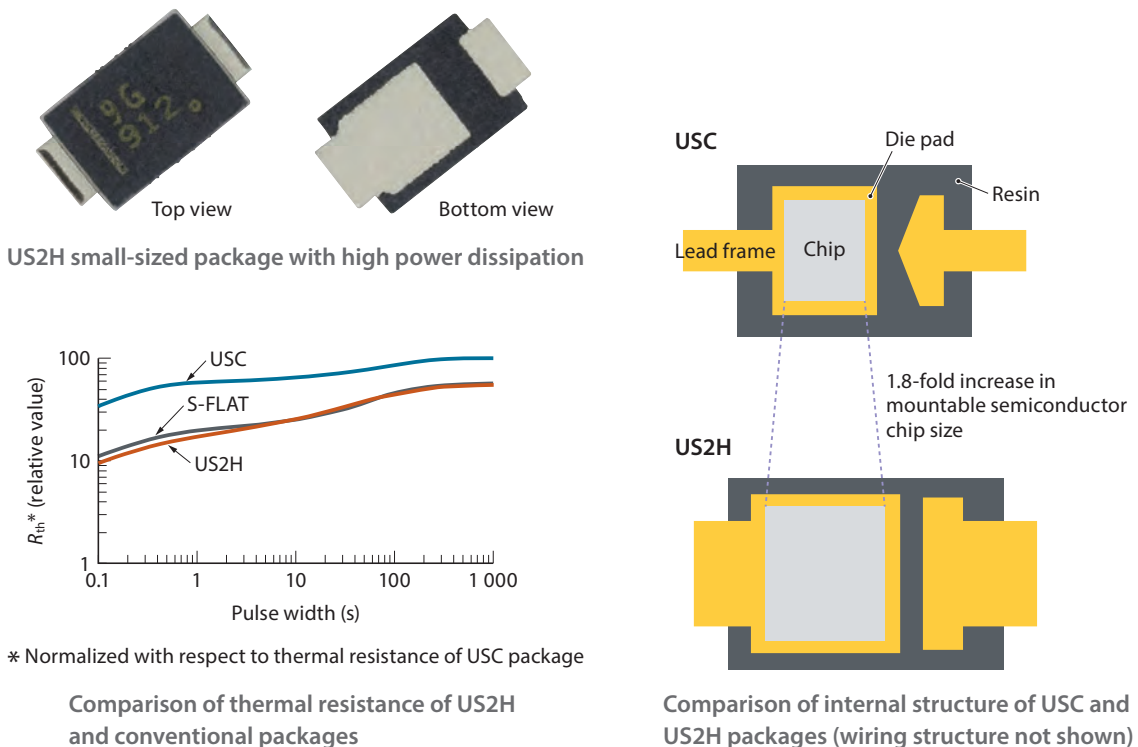 9G
912
Top view
Bottom view
US2H small-sized package with high power dissipation
100
10
1
0.1
1
10
100
1 000
R_th* (relative value)
USC
S-FLAT
US2H
Pulse width (s)
* Normalized with respect to thermal resistance of USC package
Comparison of thermal resistance of US2H
and conventional packages
USC
Die pad
Resin
Lead frame
Chip
1.8-fold increase in
mountable semiconductor
chip size
US2H
Comparison of internal structure of USC and
US2H packages (wiring structure not shown)